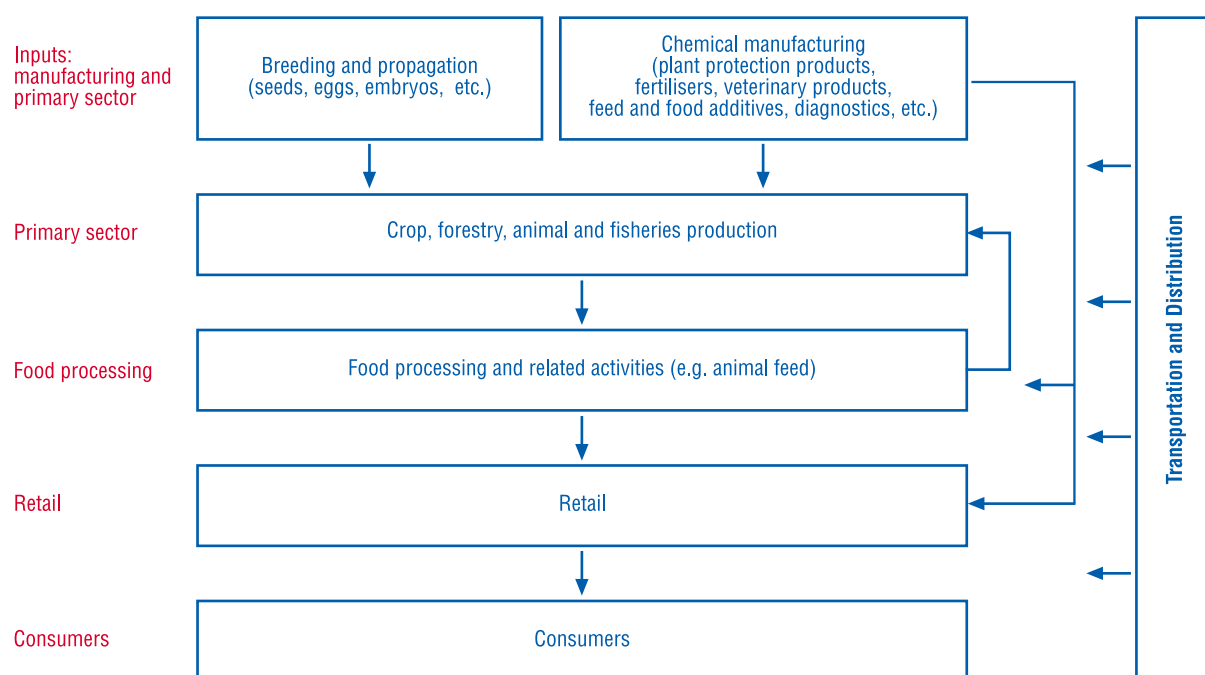 Inputs:
manufacturing and
primary sector
Breeding and propagation
(seeds, eggs, embryos, etc.)
Chemical manufacturing
(plant protection products,
fertilisers, veterinary products,
feed and food additives, diagnostics, etc.)
Primary sector
Crop, forestry, animal and fisheries production
Food processing
Food processing and related activities (e.g. animal feed)
Retail
Retail
Consumers
Consumers
Transportation and Distribution